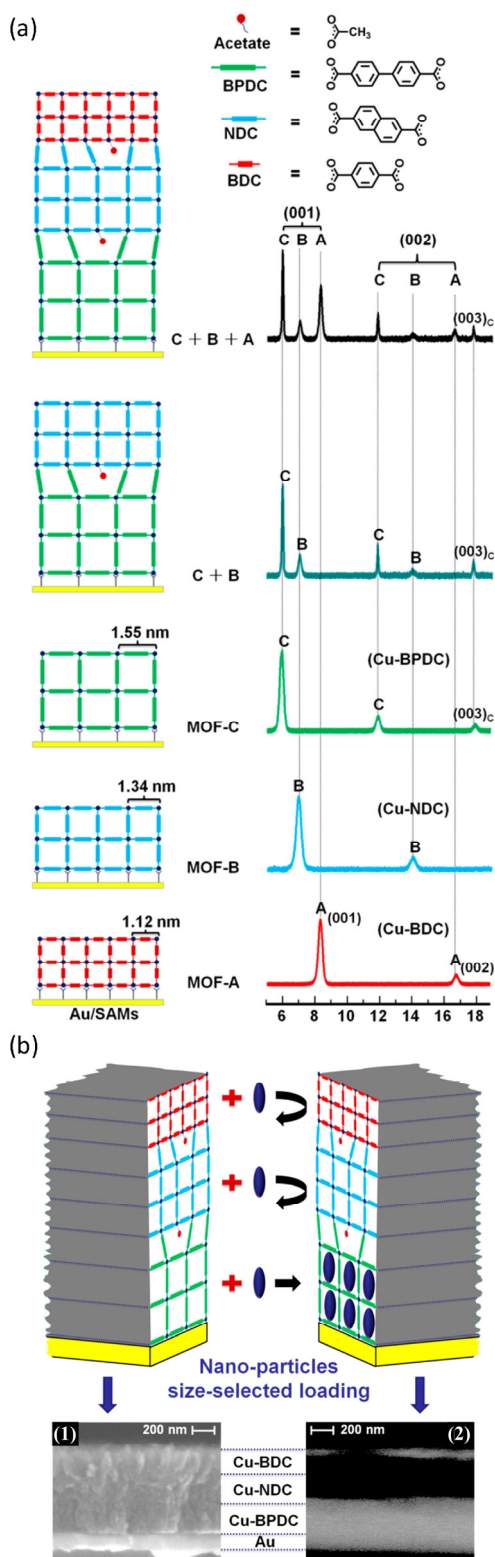 (a)
Acetate = CH₃
O
O
BPDC = O O
O O
NDC = O O
O O
BDC = O O
O O
(001)
(002)
C B A
C B A
(003)C
C + B + A
C
B
C
B
(003)C
C + B
1.55 nm
C
(Cu-BPDC)
C
(003)C
MOF-C
1.34 nm
B
(Cu-NDC)
B
MOF-B
1.12 nm
A (001)
(Cu-BDC)
A (002)
MOF-A
Au/SAMs
6 8 10 12 14 16 18
(b)
+
+
+
Nano-particles
size-selected loading
(1) 200 nm
200 nm (2)
Cu-BDC
Cu-NDC
Cu-BPDC
Au